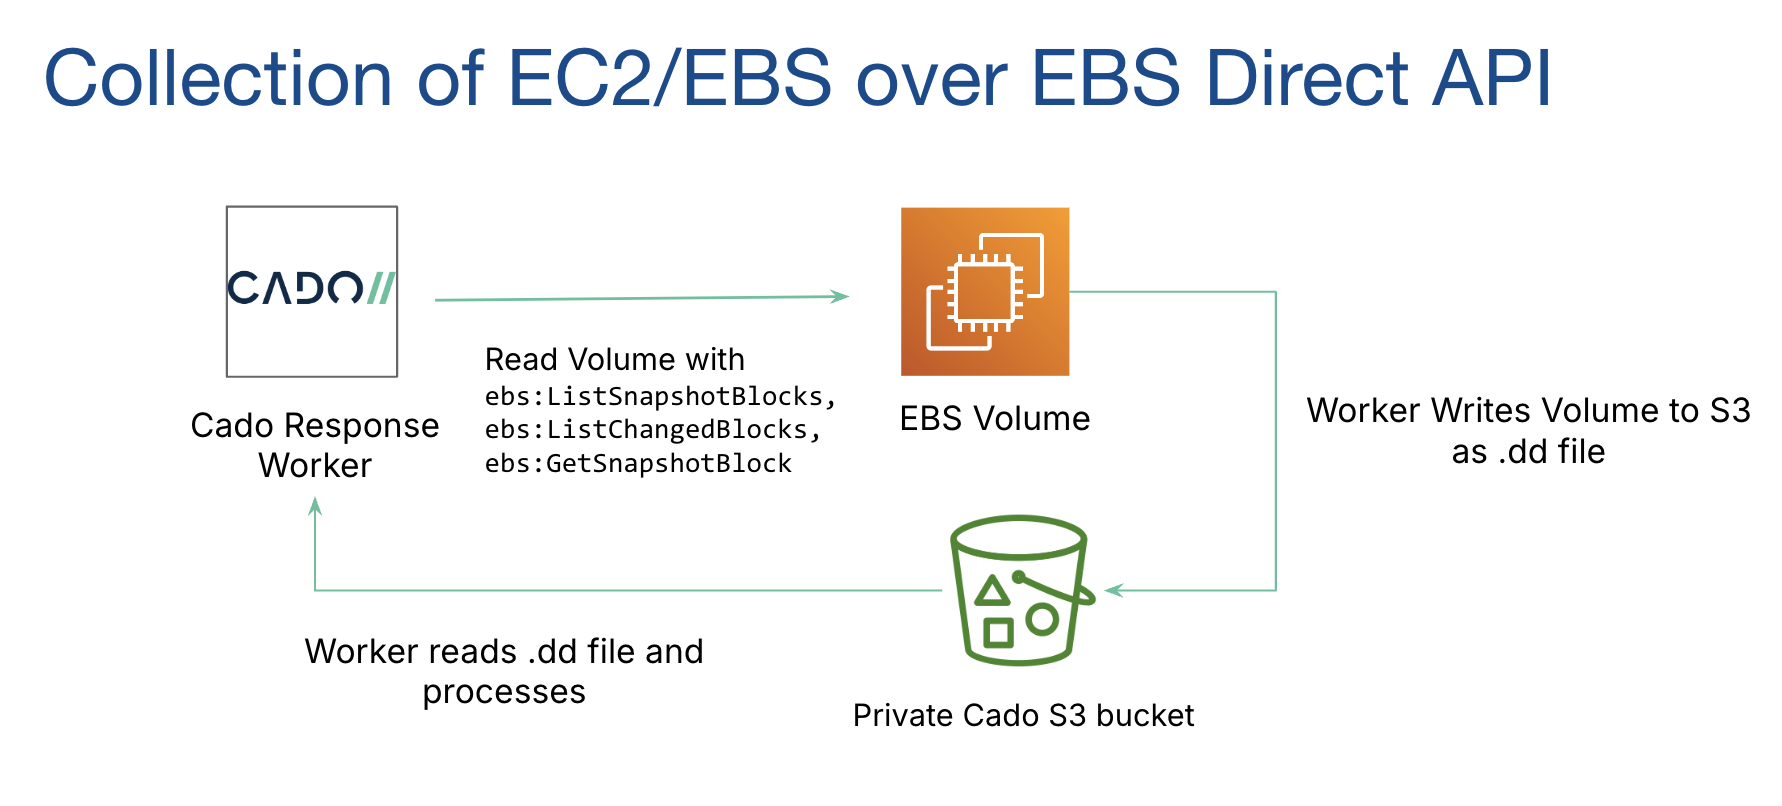 Collection of EC2/EBS over EBS Direct API
CADO//
Cado Response
Worker
Read Volume with
ebs:ListSnapshotBlocks,
ebs:ListChangedBlocks,
ebs:GetSnapshotBlock
EBS Volume
Worker Writes Volume to S3
as .dd file
Worker reads .dd file and
processes
Private Cado S3 bucket